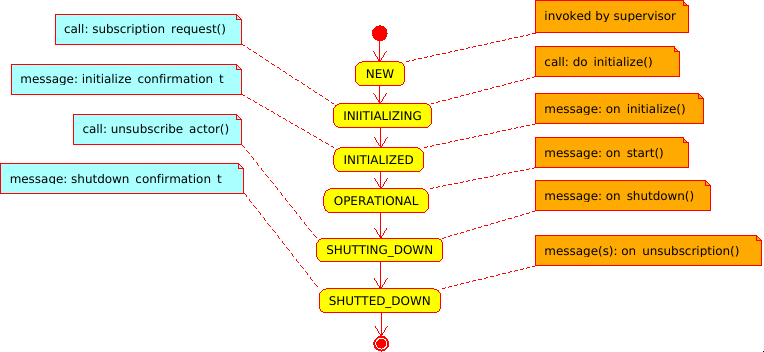 invoked by supervisor
call: subscription request()
call: do initialize()
NEW
message: initialize confirmation t
message: on initialize()
INIITIALIZING
call: unsubscribe actor()
message: on start()
INITIALIZED
message: shutdown confirmation t
message: on shutdown()
OPERATIONAL
SHUTTING_DOWN
message(s): on unsubscription()
SHUTTED_DOWN